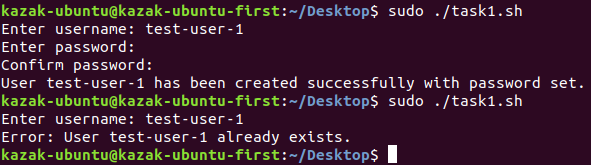 kazak-ubuntu@kazak-ubuntu-first:~/Desktop$ sudo ./task1.sh
Enter username: test-user-1
Enter password:
Confirm password:
User test-user-1 has been created successfully with password set.
kazak-ubuntu@kazak-ubuntu-first:~/Desktop$ sudo ./task1.sh
Enter username: test-user-1
Error: User test-user-1 already exists.
kazak-ubuntu@kazak-ubuntu-first:~/Desktop$